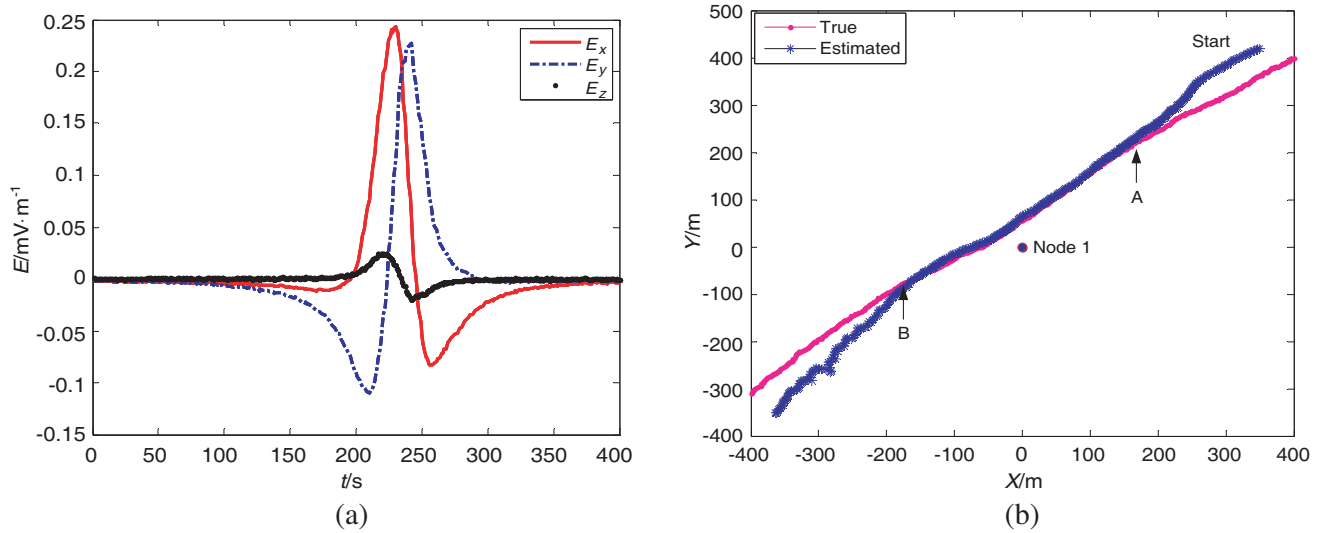 0.25
0.2
0.15
0.1
0.05
0
-0.05
-0.1
-0.15
E/mV·m⁻¹
0 50 100 150 200 250 300 350 400
t/s
Eₓ
Eᵧ
E_z
(a)
500
400
300
200
100
0
-100
-200
-300
-400
Y/m
-400 -300 -200 -100 0 100 200 300 400
X/m
True
Estimated
Start
A
Node 1
B
(b)